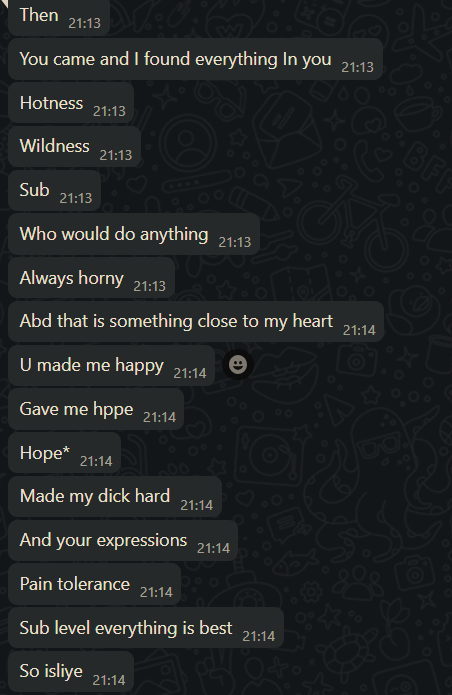 Then 21:13
You came and I found everything In you 21:13
Hotness 21:13
Wildness 21:13
Sub 21:13
Who would do anything 21:13
Always horny 21:13
Abd that is something close to my heart 21:14
U made me happy 21:14
Gave me hppe 21:14
Hope* 21:14
Made my dick hard 21:14
And your expressions 21:14
Pain tolerance 21:14
Sub level everything is best 21:14
So isliye 21:14